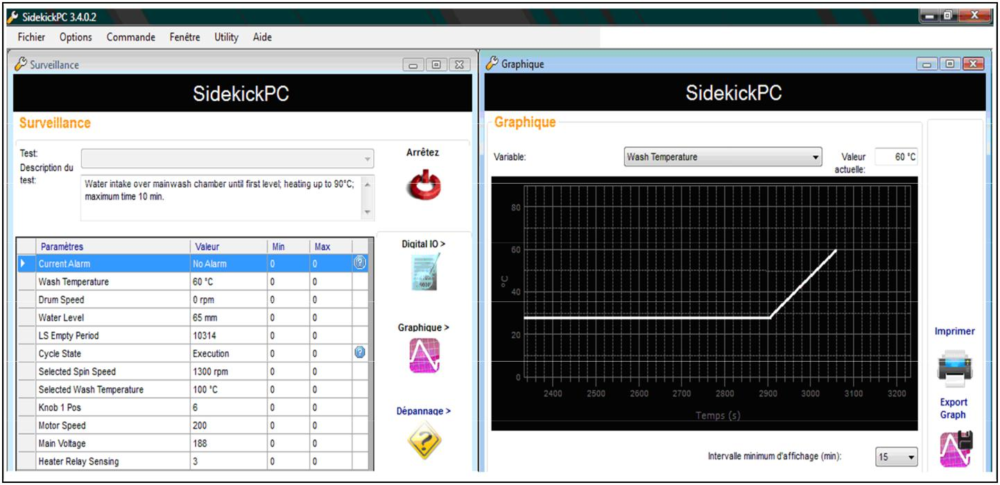 SidekickPC 3.4.0.2
Fichier Options Commande Fenêtre Utility Aide
Surveillance
SidekickPC
Surveillance
Test:
Description du
test:
Water intake over mainwash chamber until first level; heating up to 90°C;
maximum time 10 min.
Arrêtez
Paramètres Valeur Min Max
Current Alarm No Alarm 0 0
Wash Temperature 60 °C 0 0
Drum Speed 0 rpm 0 0
Water Level 65 mm 0 0
LS Empty Period 10314 0 0
Cycle State Execution 0 0
Selected Spin Speed 1300 rpm 0 0
Selected Wash Temperature 100 °C 0 0
Knob 1 Pos 6 0 0
Motor Speed 200 0 0
Main Voltage 188 0 0
Heater Relay Sensing 3 0 0
Digital IO >
Graphique >
Dépannage >
Graphique
SidekickPC
Graphique
Variable: Wash Temperature Valeur 60 °C
actuelle:
80
60
40
20
0
°C
2400 2500 2600 2700 2800 2900 3000 3100 3200
Temps (s)
Intervalle minimum d'affichage (min): 15
Imprimer
Export
Graph